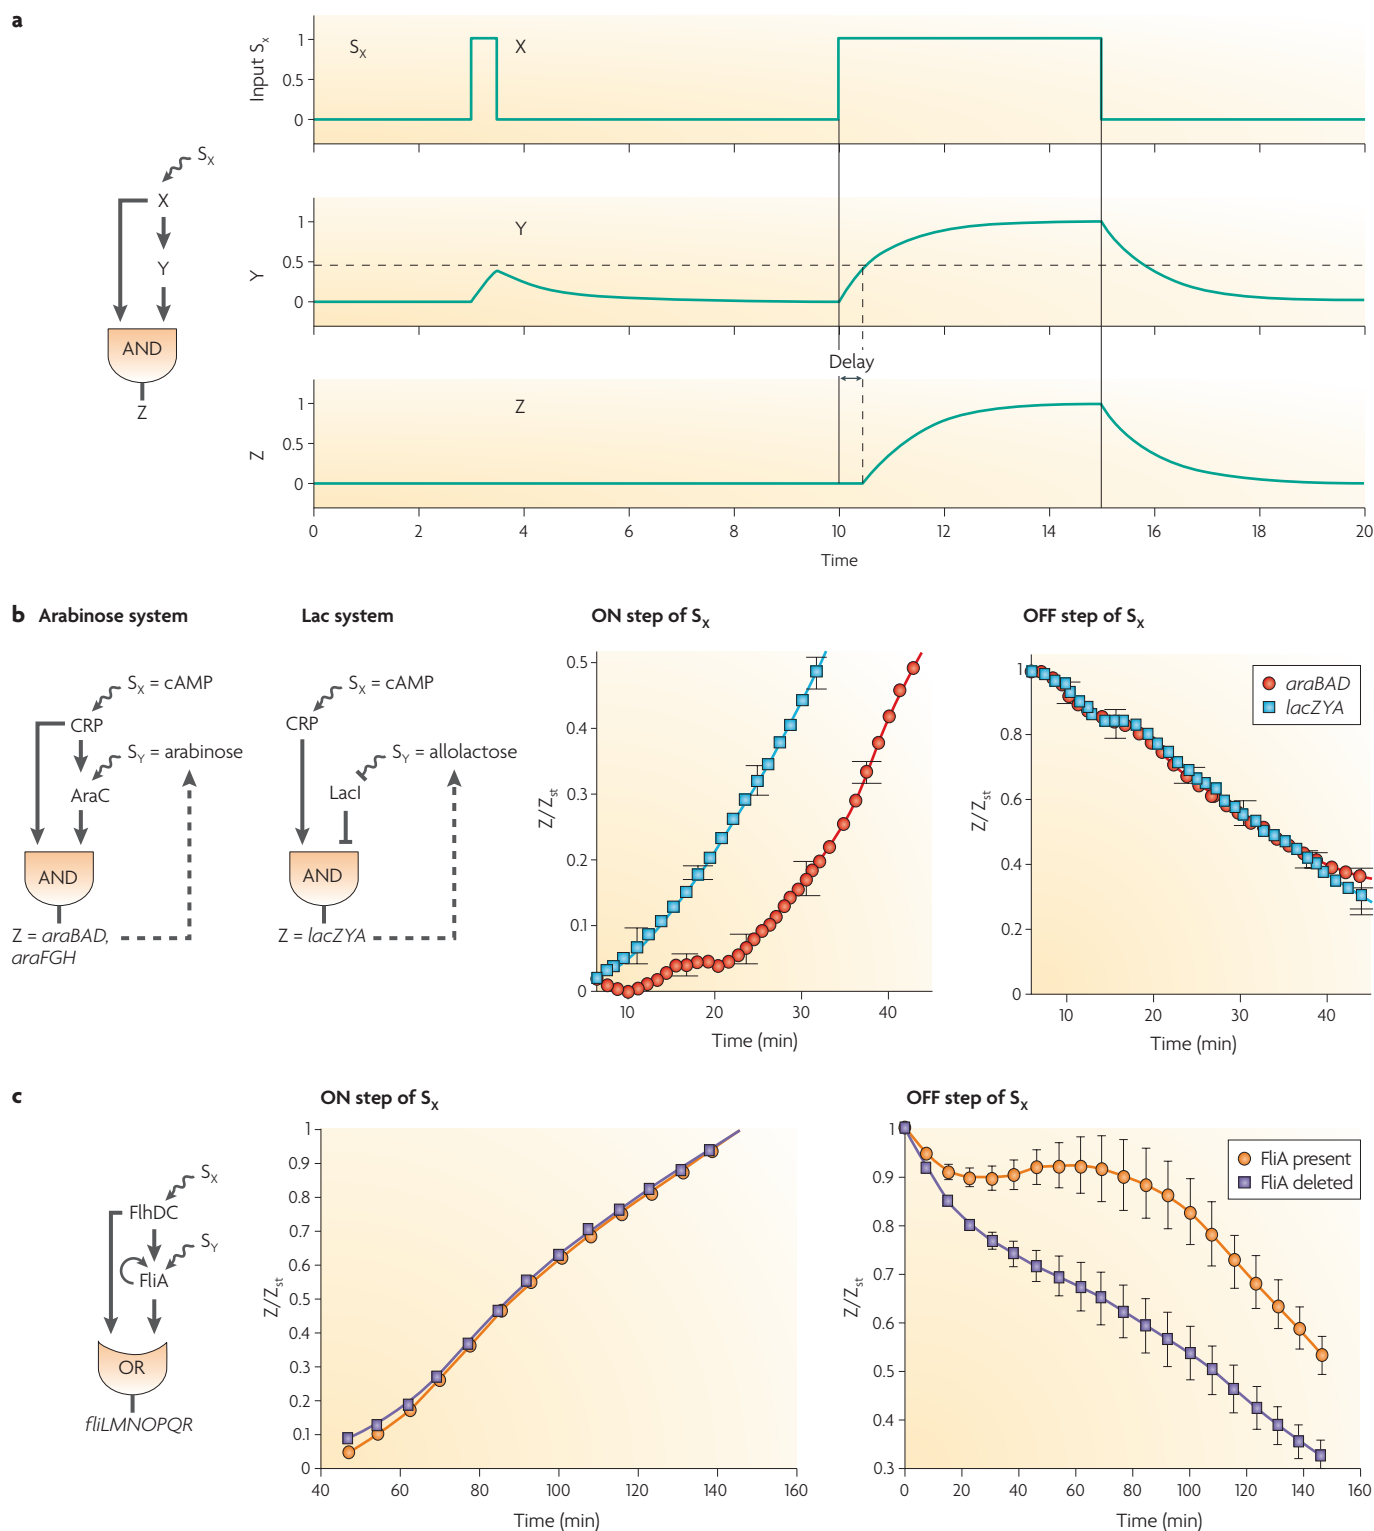 a
Input Sx
1
0.5
0
Sx
X
Sx
X
Y
AND
Z
Y
1
0.5
0
Y
Delay
Z
1
0.5
0
Z
0 2 4 6 8 10 12 14 16 18 20
Time
b Arabinose system
Sx = cAMP
CRP
SY = arabinose
AraC
AND
Z = araBAD,
araFGH
Lac system
Sx = cAMP
CRP
SY = allolactose
LacI
AND
Z = lacZYA
ON step of Sx
Z/Zst
0.5
0.4
0.3
0.2
0.1
0
10 20 30 40
Time (min)
OFF step of Sx
Z/Zst
1
0.8
0.6
0.4
0.2
0
araBAD
lacZYA
10 20 30 40
Time (min)
c
Sx
FlhDC
SY
FliA
OR
fliLMNOPQR
ON step of Sx
Z/Zst
1
0.9
0.8
0.7
0.6
0.5
0.4
0.3
0.2
0.1
0
40 60 80 100 120 140 160
Time (min)
OFF step of Sx
Z/Zst
1
0.9
0.8
0.7
0.6
0.5
0.4
0.3
FliA present
FliA deleted
0 20 40 60 80 100 120 140 160
Time (min)